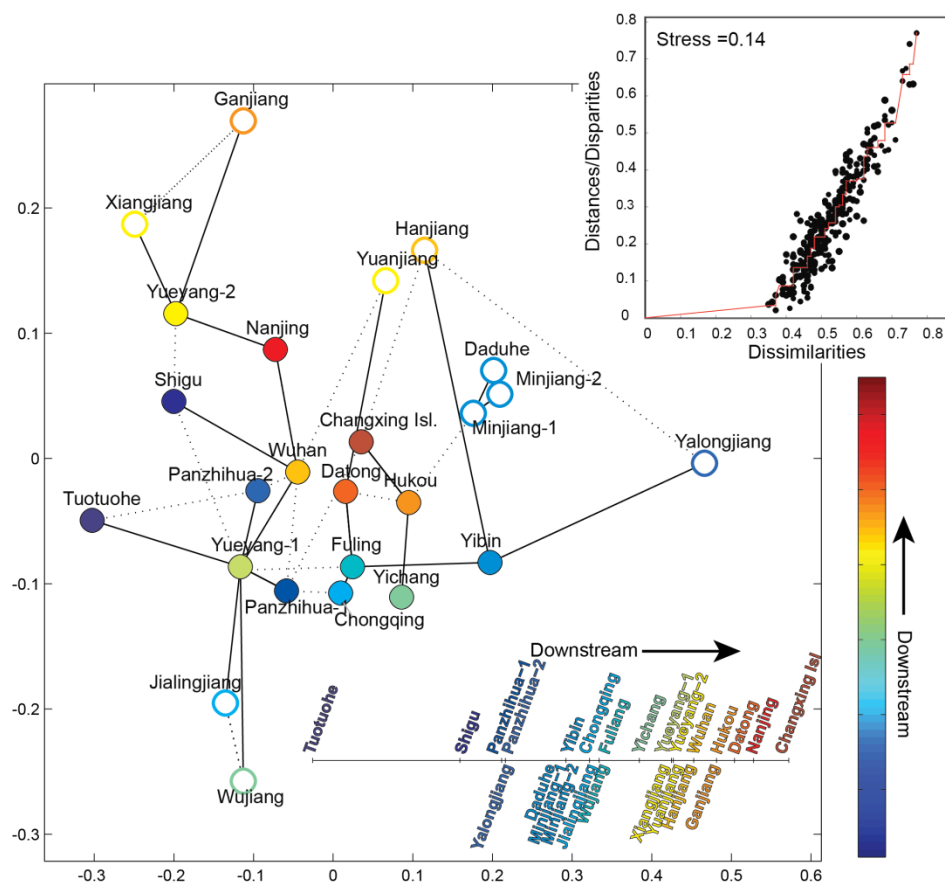 0.8
0.7
0.6
0.5
0.4
0.3
0.2
0.1
0
Distances/Disparities
Stress =0.14
0 0.1 0.2 0.3 0.4 0.5 0.6 0.7 0.8
Dissimilarities
Ganjiang
Xiangjiang
Hanjiang
Yuanjiang
Yueyang-2
Nanjing
Daduhe
Minjiang-2
Shigu
Minjiang-1
Changxing Isl.
Wuhan
Yalongjiang
Panzhihua-2
Datong
Hukou
Tuotuohe
Yueyang-1
Fuling
Yibin
Yichang
Panzhihua-1
Chongqing
Jialingjiang
Wujiang
0.2
0.1
0
-0.1
-0.2
-0.3
-0.3 -0.2 -0.1 0 0.1 0.2 0.3 0.4 0.5 0.6
Downstream
Tuotuohe
Shigu
Panzhihua-1
Panzhihua-2
Yibin
Chongqing
Fuliang
Yichang
Yueyang-1
Yueyang-2
Wuhan
Hukou
Datong
Nanjing
Changxing Isl
Yalongjiang
Daduhe
Minjiang-1
Minjiang-2
Jialingjiang
Wujiang
Xiangjiang
Yuanjiang
Hanjiang
Ganjiang
Downstream